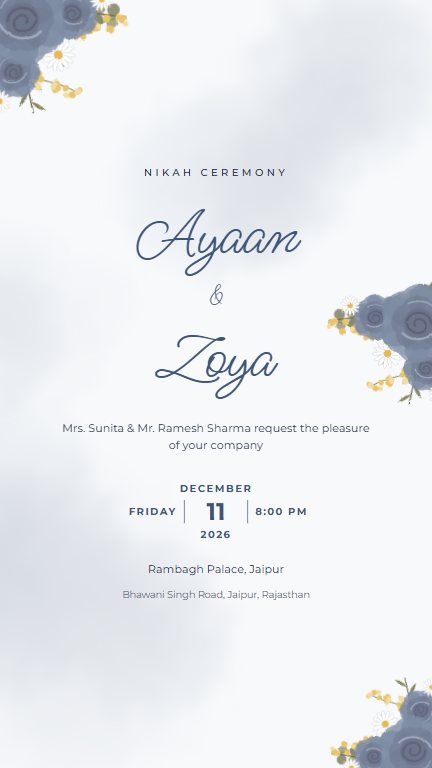 NIKAH CEREMONY
Ayaan
&
Zoya
Mrs. Sunita & Mr. Ramesh Sharma request the pleasure
of your company
DECEMBER
FRIDAY 11 8:00 PM
2026
Rambagh Palace, Jaipur
Bhawani Singh Road, Jaipur, Rajasthan